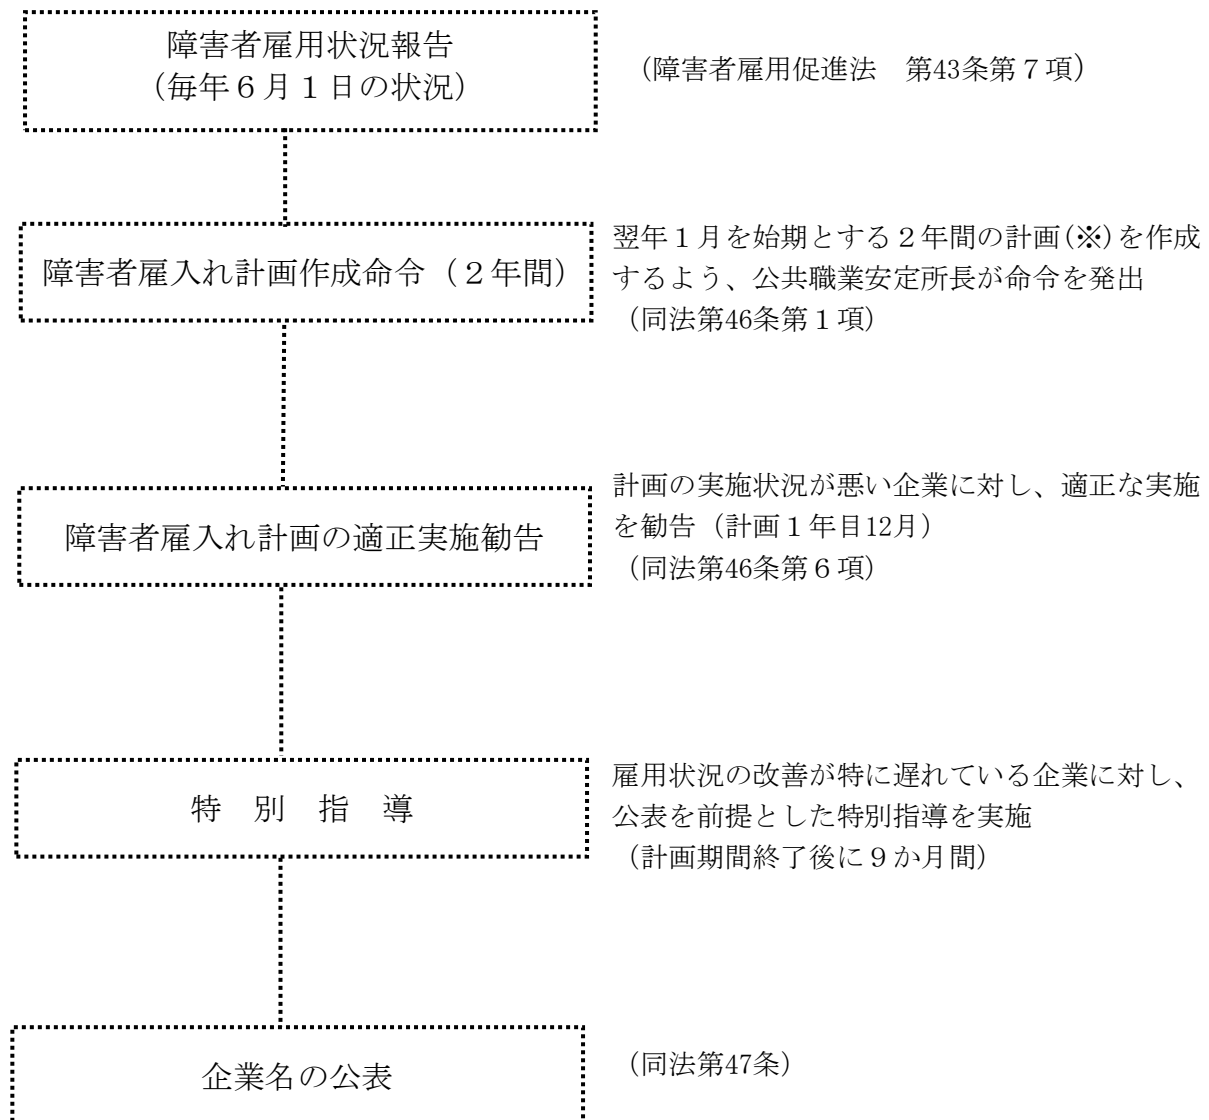 障害者雇用状況報告
(毎年６月１日の状況)
(障害者雇用促進法　第43条第７項)
障害者雇入れ計画作成命令（２年間）
翌年１月を始期とする２年間の計画(※)を作成
するよう、公共職業安定所長が命令を発出
（同法第46条第１項）
障害者雇入れ計画の適正実施勧告
計画の実施状況が悪い企業に対し、適正な実施
を勧告（計画１年目12月）
（同法第46条第６項）
特　別　指　導
雇用状況の改善が特に遅れている企業に対し、
公表を前提とした特別指導を実施
（計画期間終了後に９か月間）
企業名の公表
（同法第47条）